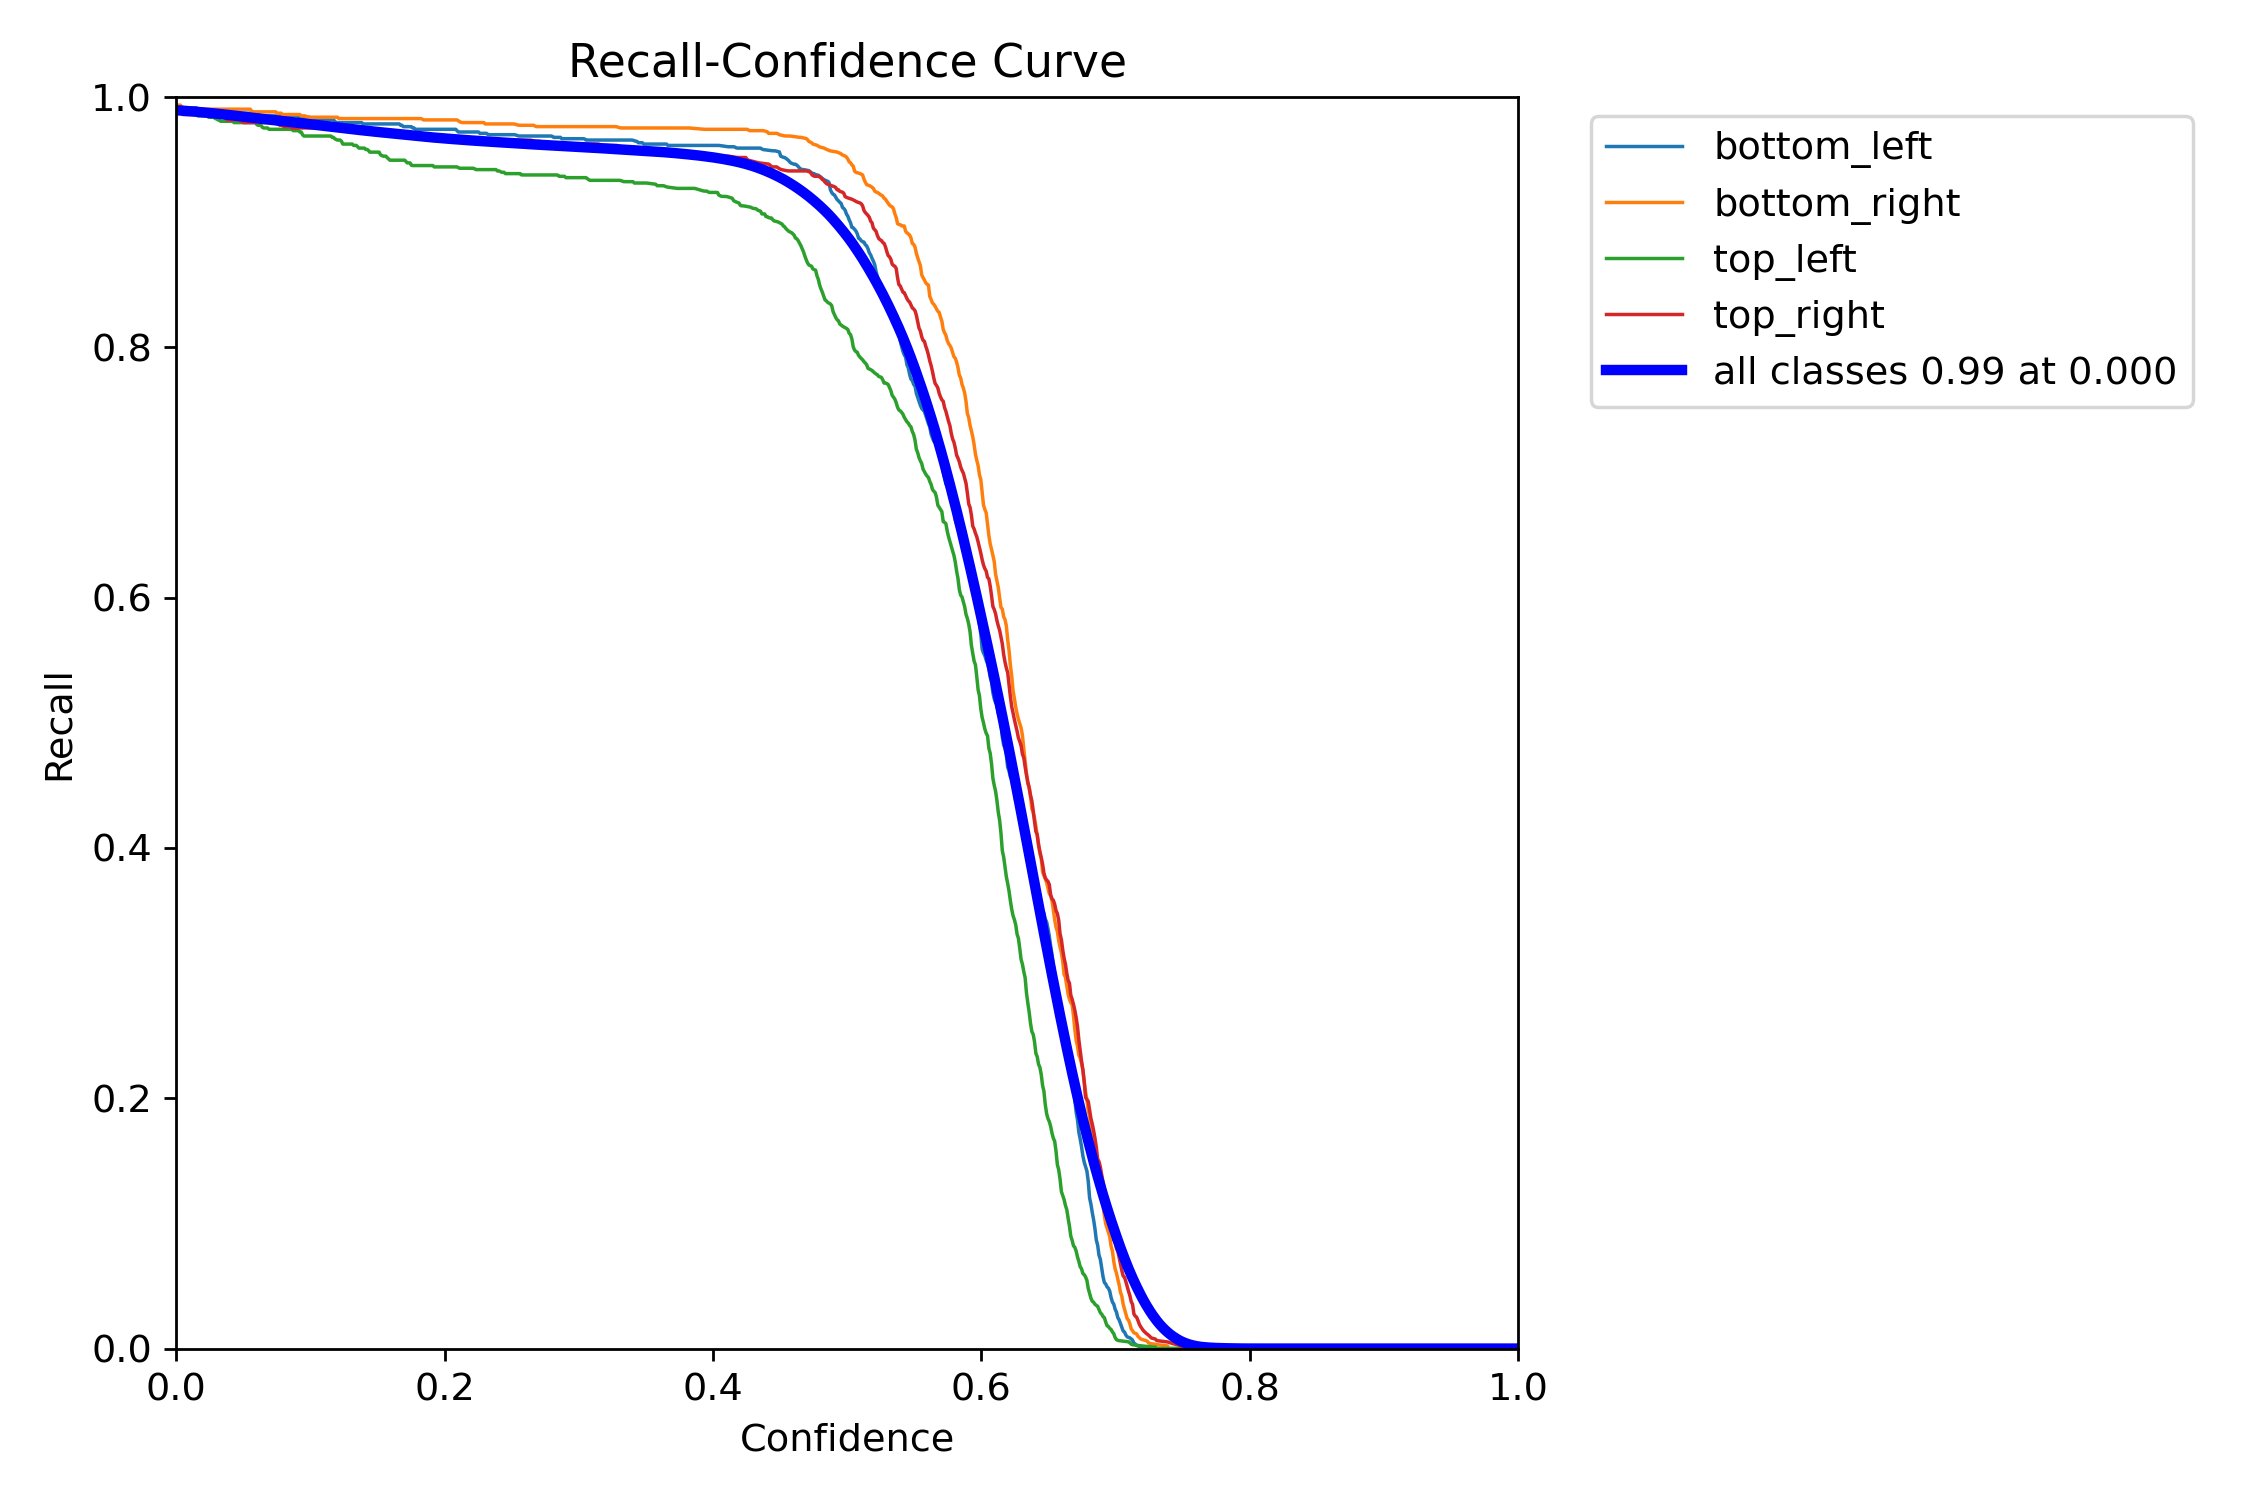 Recall-Confidence Curve
1.0
0.8
0.6
0.4
0.2
0.0
Recall
0.0 0.2 0.4 0.6 0.8 1.0
Confidence
bottom_left
bottom_right
top_left
top_right
all classes 0.99 at 0.000